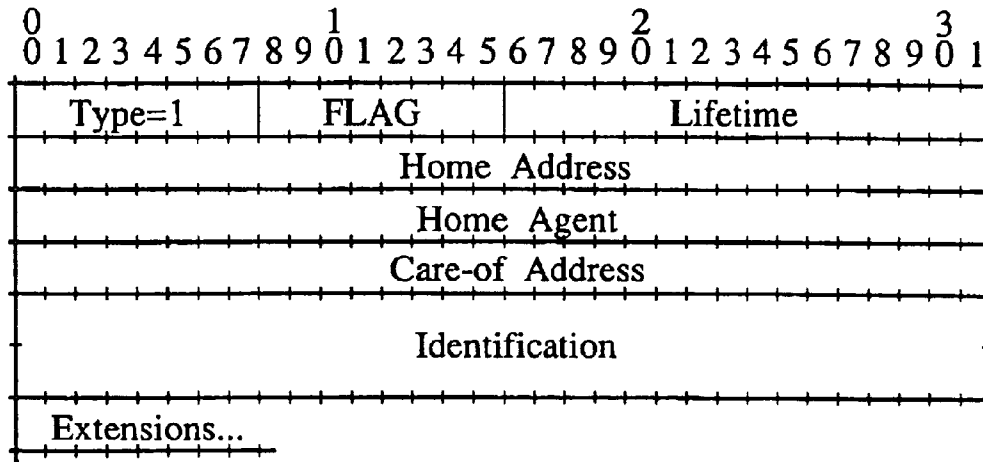 0 1 2 3
0 1 2 3 4 5 6 7 8 9 0 1 2 3 4 5 6 7 8 9 0 1 2 3 4 5 6 7 8 9 0 1
Type=1 FLAG Lifetime
Home Address
Home Agent
Care-of Address
Identification
Extensions...